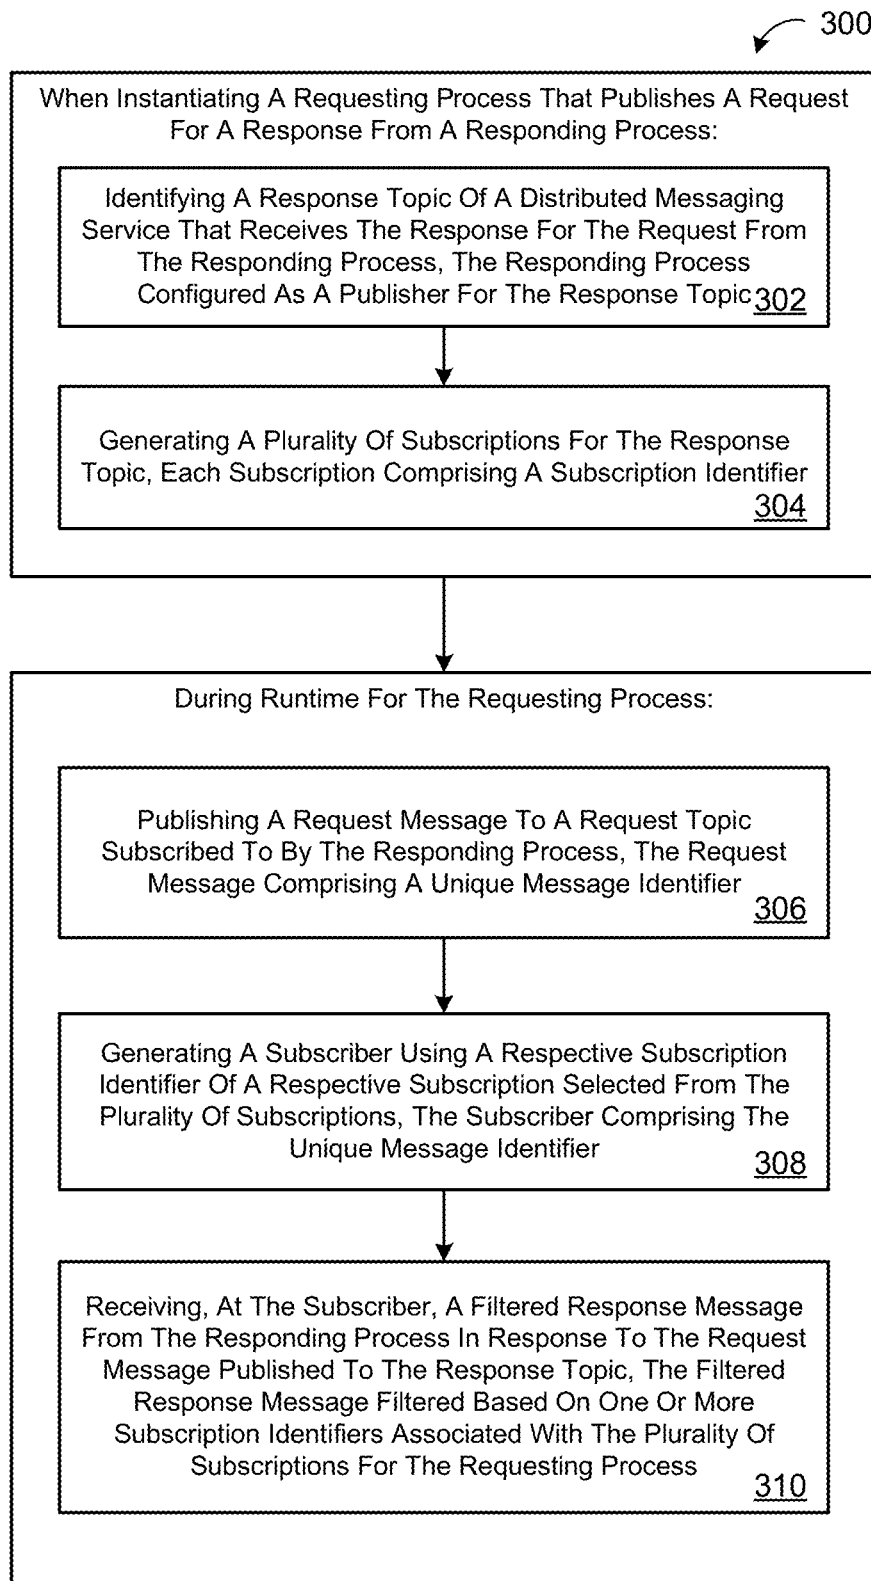 300
When Instantiating A Requesting Process That Publishes A Request
For A Response From A Responding Process:
Identifying A Response Topic Of A Distributed Messaging
Service That Receives The Response For The Request From
The Responding Process, The Responding Process
Configured As A Publisher For The Response Topic
302
Generating A Plurality Of Subscriptions For The Response
Topic, Each Subscription Comprising A Subscription Identifier
304
During Runtime For The Requesting Process:
Publishing A Request Message To A Request Topic
Subscribed To By The Responding Process, The Request
Message Comprising A Unique Message Identifier
306
Generating A Subscriber Using A Respective Subscription
Identifier Of A Respective Subscription Selected From The
Plurality Of Subscriptions, The Subscriber Comprising The
Unique Message Identifier
308
Receiving, At The Subscriber, A Filtered Response Message
From The Responding Process In Response To The Request
Message Published To The Response Topic, The Filtered
Response Message Filtered Based On One Or More
Subscription Identifiers Associated With The Plurality Of
Subscriptions For The Requesting Process
310